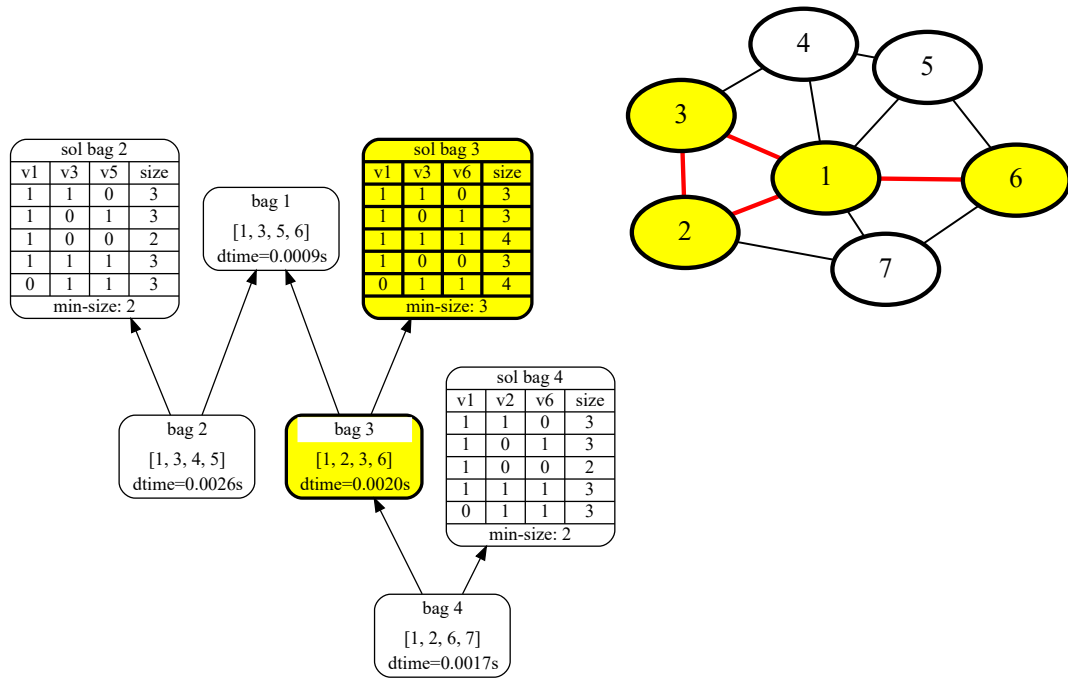 sol bag 2
v1 v3 v5 size
1 1 0 3
1 0 1 3
1 0 0 2
1 1 1 3
0 1 1 3
min-size: 2
bag 1
[1, 3, 5, 6]
dtime=0.0009s
sol bag 3
v1 v3 v6 size
1 1 0 3
1 0 1 3
1 1 1 4
1 0 0 3
0 1 1 4
min-size: 3
bag 2
[1, 3, 4, 5]
dtime=0.0026s
bag 3
[1, 2, 3, 6]
dtime=0.0020s
sol bag 4
v1 v2 v6 size
1 1 0 3
1 0 1 3
1 0 0 2
1 1 1 3
0 1 1 3
min-size: 2
bag 4
[1, 2, 6, 7]
dtime=0.0017s
4
5
3
1
6
2
7